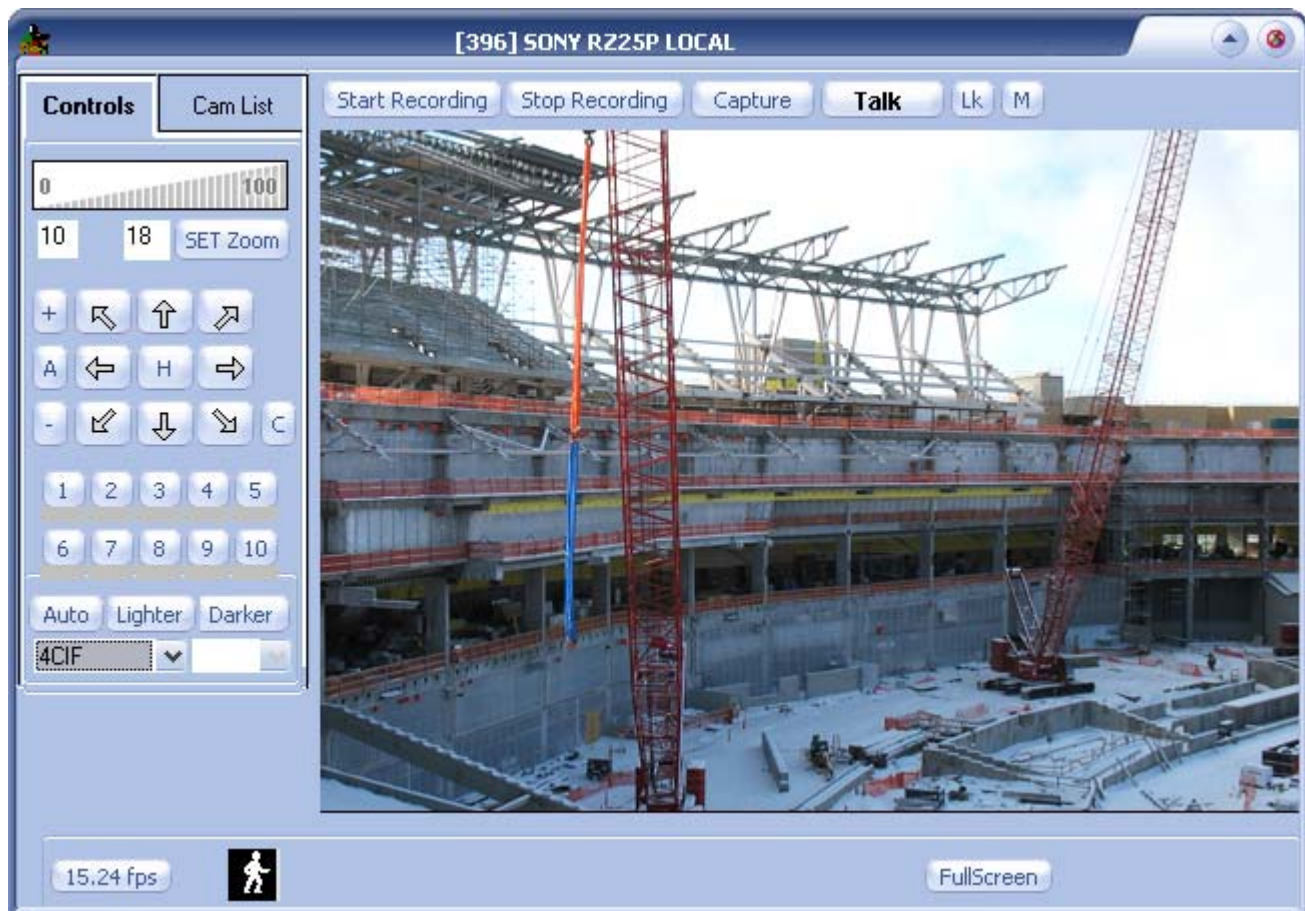 [396] SONY RZ25P LOCAL
Controls Cam List
Start Recording Stop Recording Capture Talk Lk M
0 100
10 18 SET Zoom
+
A H
- C
1 2 3 4 5
6 7 8 9 10
Auto Lighter Darker
4CIF
15.24 fps FullScreen